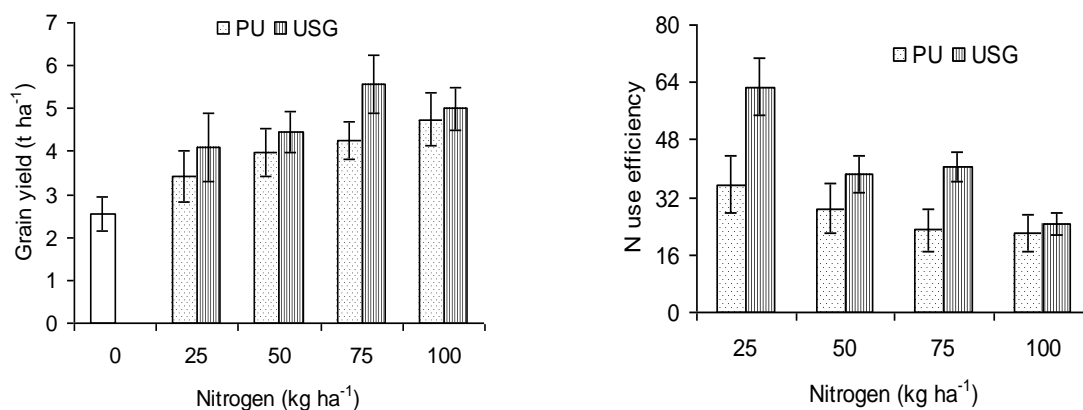 PU USG
Grain yield (t ha-1)
7
6
5
4
3
2
1
0
0 25 50 75 100
Nitrogen (kg ha-1)
PU USG
N use efficiency
80
64
48
32
16
0
25 50 75 100
Nitrogen (kg ha-1)